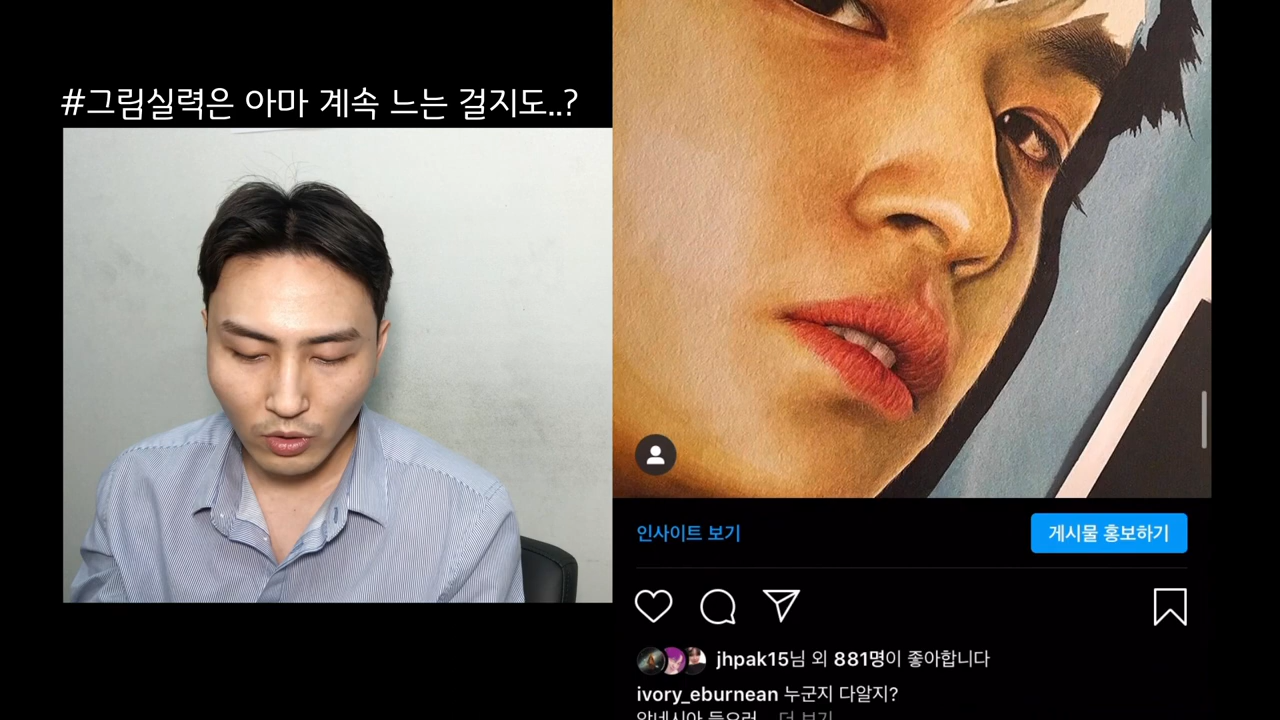 #그림실력은 아마 계속 느는 걸지도..?
인사이트 보기
게시물 홍보하기
jhpak15님 외 881명이 좋아합니다
ivory_eburnean 누군지 다알지?